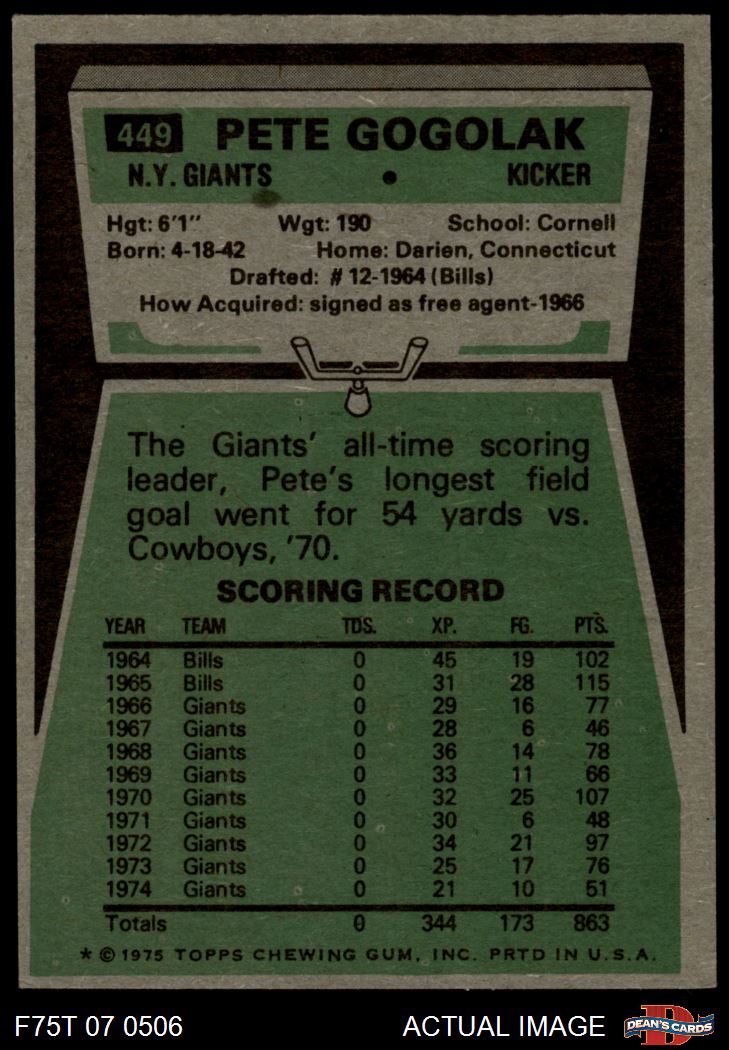 449 PETE GOGOLAK
N.Y. GIANTS • KICKER
Hgt: 6'1" Wgt: 190 School: Cornell
Born: 4-18-42 Home: Darien, Connecticut
Drafted: # 12-1964 (Bills)
How Acquired: signed as free agent-1966
The Giants' all-time scoring
leader, Pete's longest field
goal went for 54 yards vs.
Cowboys, '70.
SCORING RECORD
YEAR TEAM TDS. XP. FG. PTS.
1964 Bills 0 45 19 102
1965 Bills 0 31 28 115
1966 Giants 0 29 16 77
1967 Giants 0 28 6 46
1968 Giants 0 36 14 78
1969 Giants 0 33 11 66
1970 Giants 0 32 25 107
1971 Giants 0 30 6 48
1972 Giants 0 34 21 97
1973 Giants 0 25 17 76
1974 Giants 0 21 10 51
Totals 0 344 173 863
* © 1975 TOPPS CHEWING GUM, INC. PRTD IN U.S.A.
F75T 07 0506 ACTUAL IMAGE D DEAN'S CARDS